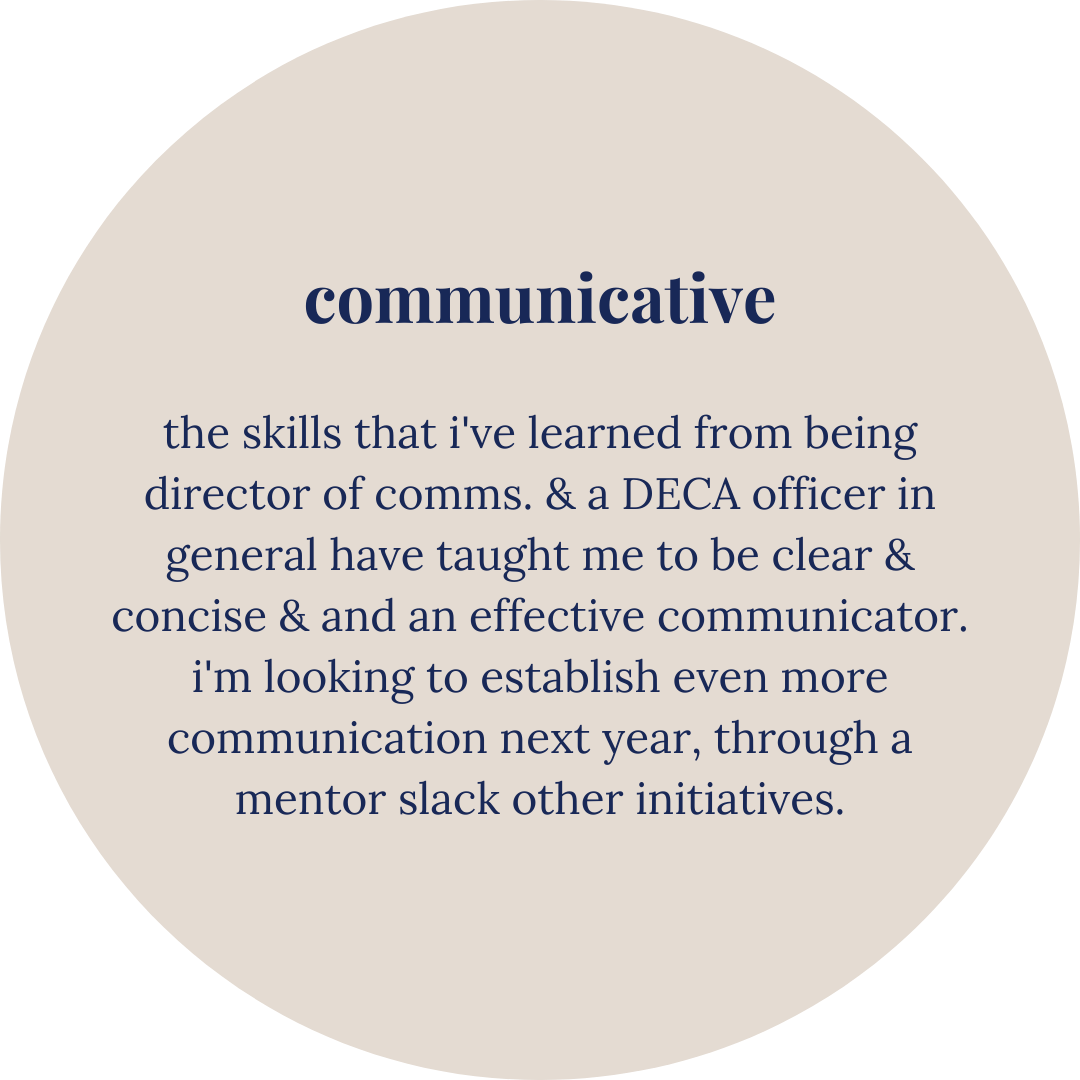 communicative
the skills that i've learned from being
director of comms. & a DECA officer in
general have taught me to be clear &
concise & and an effective communicator.
i'm looking to establish even more
communication next year, through a
mentor slack other initiatives.